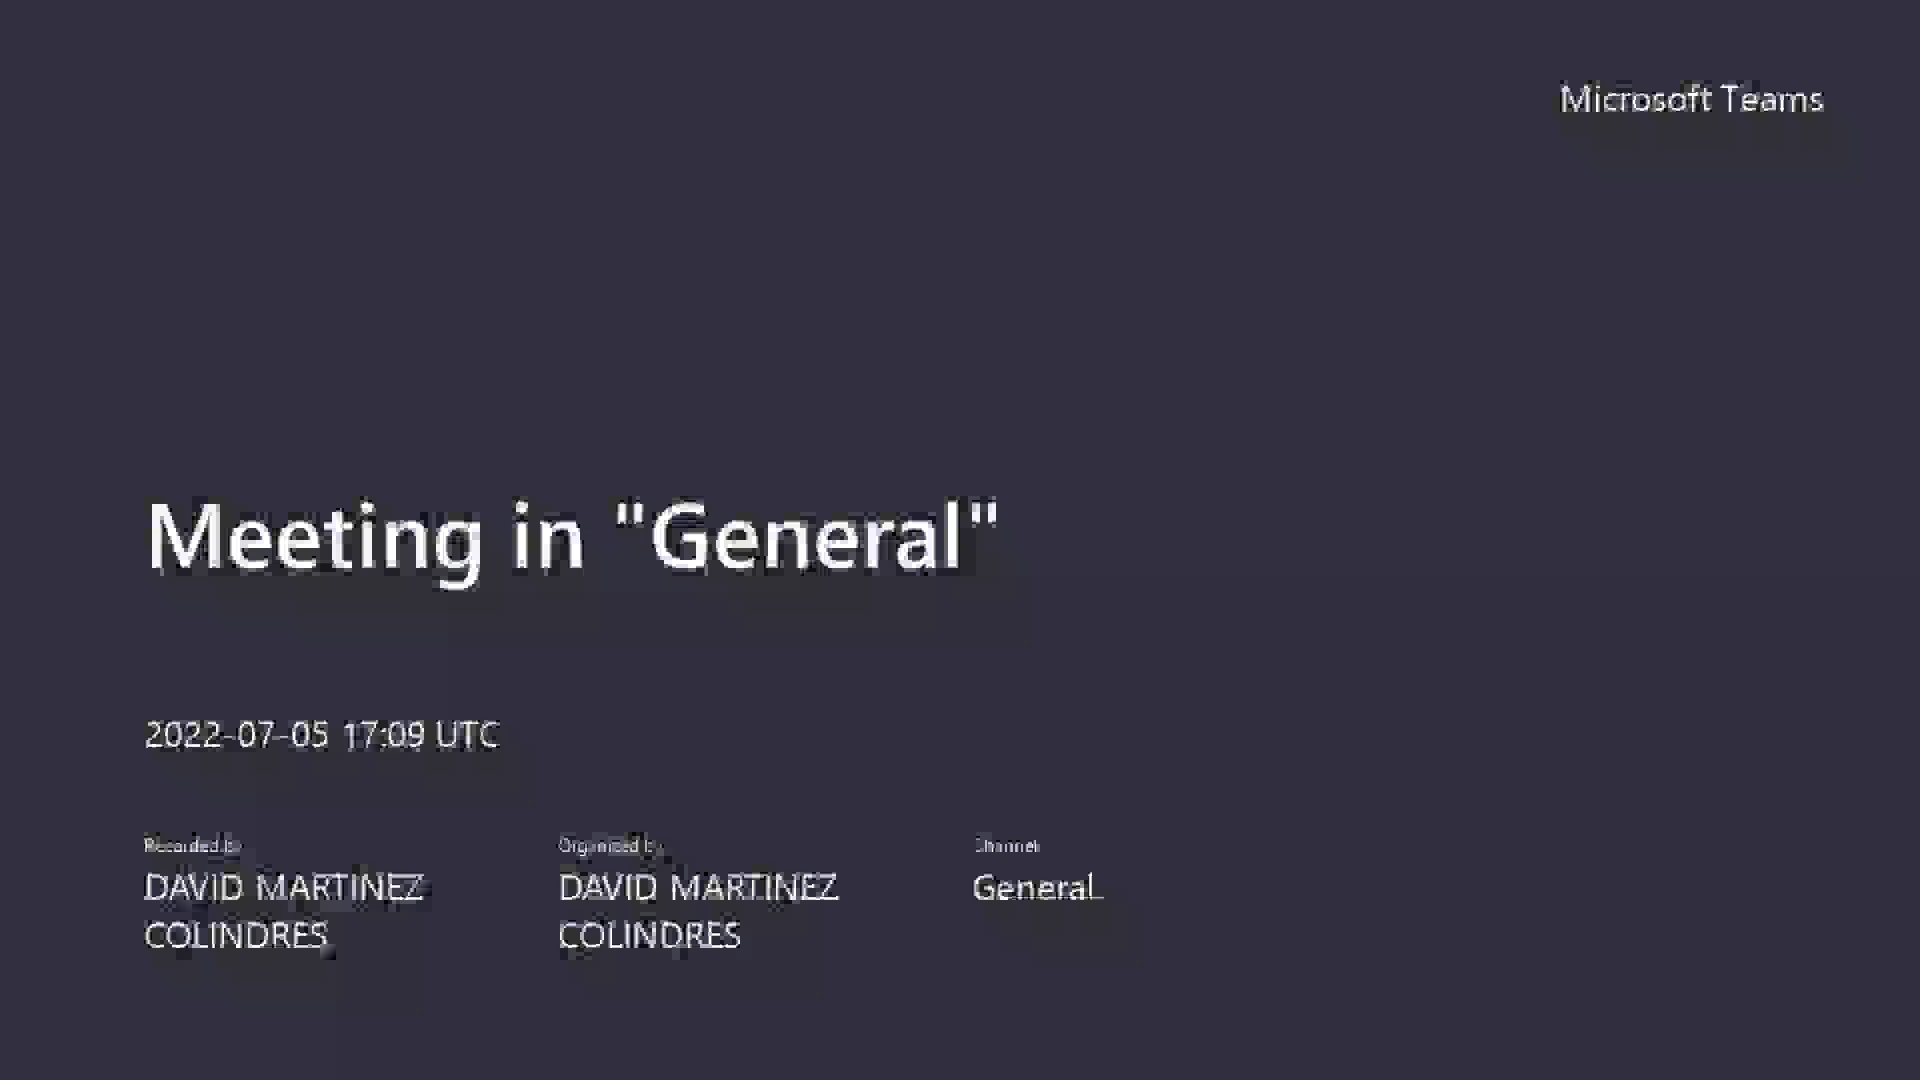 Microsoft Teams
Meeting in "General"
2022-07-05 17:09 UTC
Recorded by
Organized by
Channel
DAVID MARTINEZ
COLINDRES
DAVID MARTINEZ
COLINDRES
General